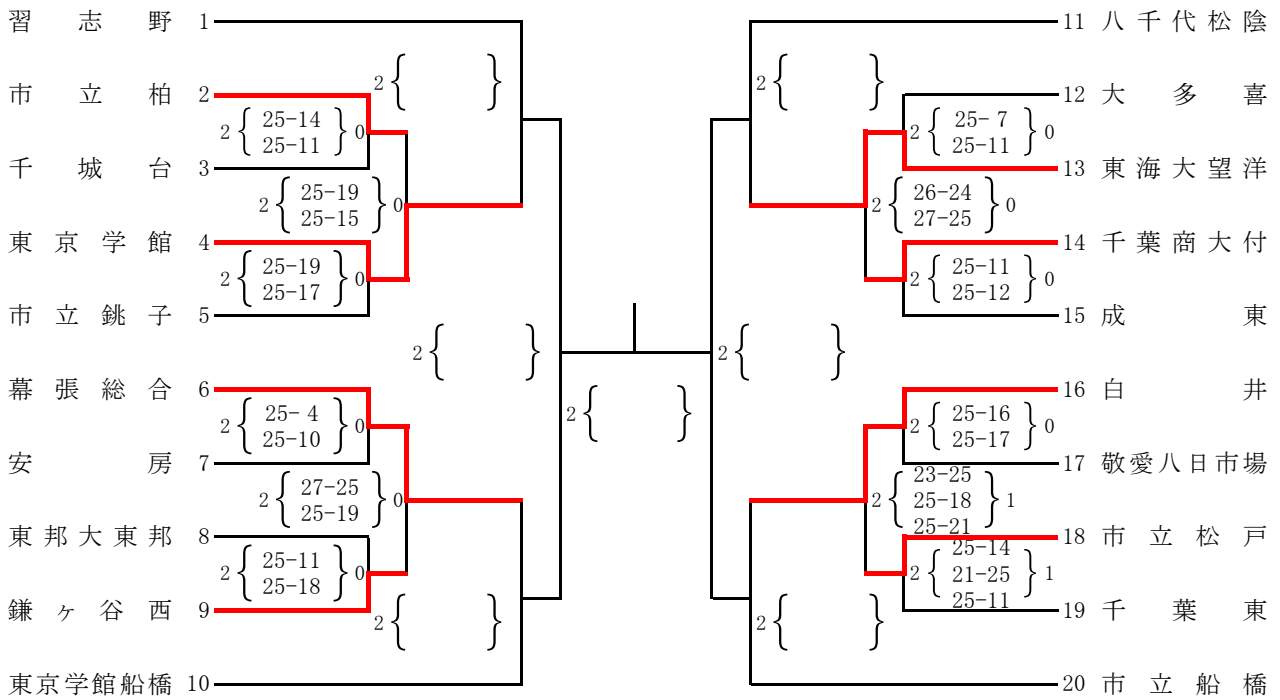 習志野 1
2 { }
市立柏 2
2 { 25-14 } 0
25-11
千城台 3
2 { 25-19 } 0
25-15
東京学館 4
2 { 25-19 } 0
25-17
市立銚子 5
2 { }
幕張総合 6
2 { 25- 4 } 0
25-10
安房 7
2 { 27-25 } 0
25-19
東邦大東邦 8
2 { 25-11 } 0
25-18
鎌ヶ谷西 9
2 { }
東京学館船橋 10
2 { }
11 八千代松陰
2 { }
12 大多喜
2 { 25- 7 } 0
25-11
13 東海大望洋
2 { 26-24 } 0
27-25
14 千葉商大付
2 { 25-11 } 0
25-12
15 成東
2 { }
16 白井
2 { 25-16 } 0
25-17
17 敬愛八日市場
23-25
2 { 25-18 } 1
25-21
18 市立松戸
25-14
2 { 21-25 } 1
25-11
19 千葉東
2 { }
20 市立船橋